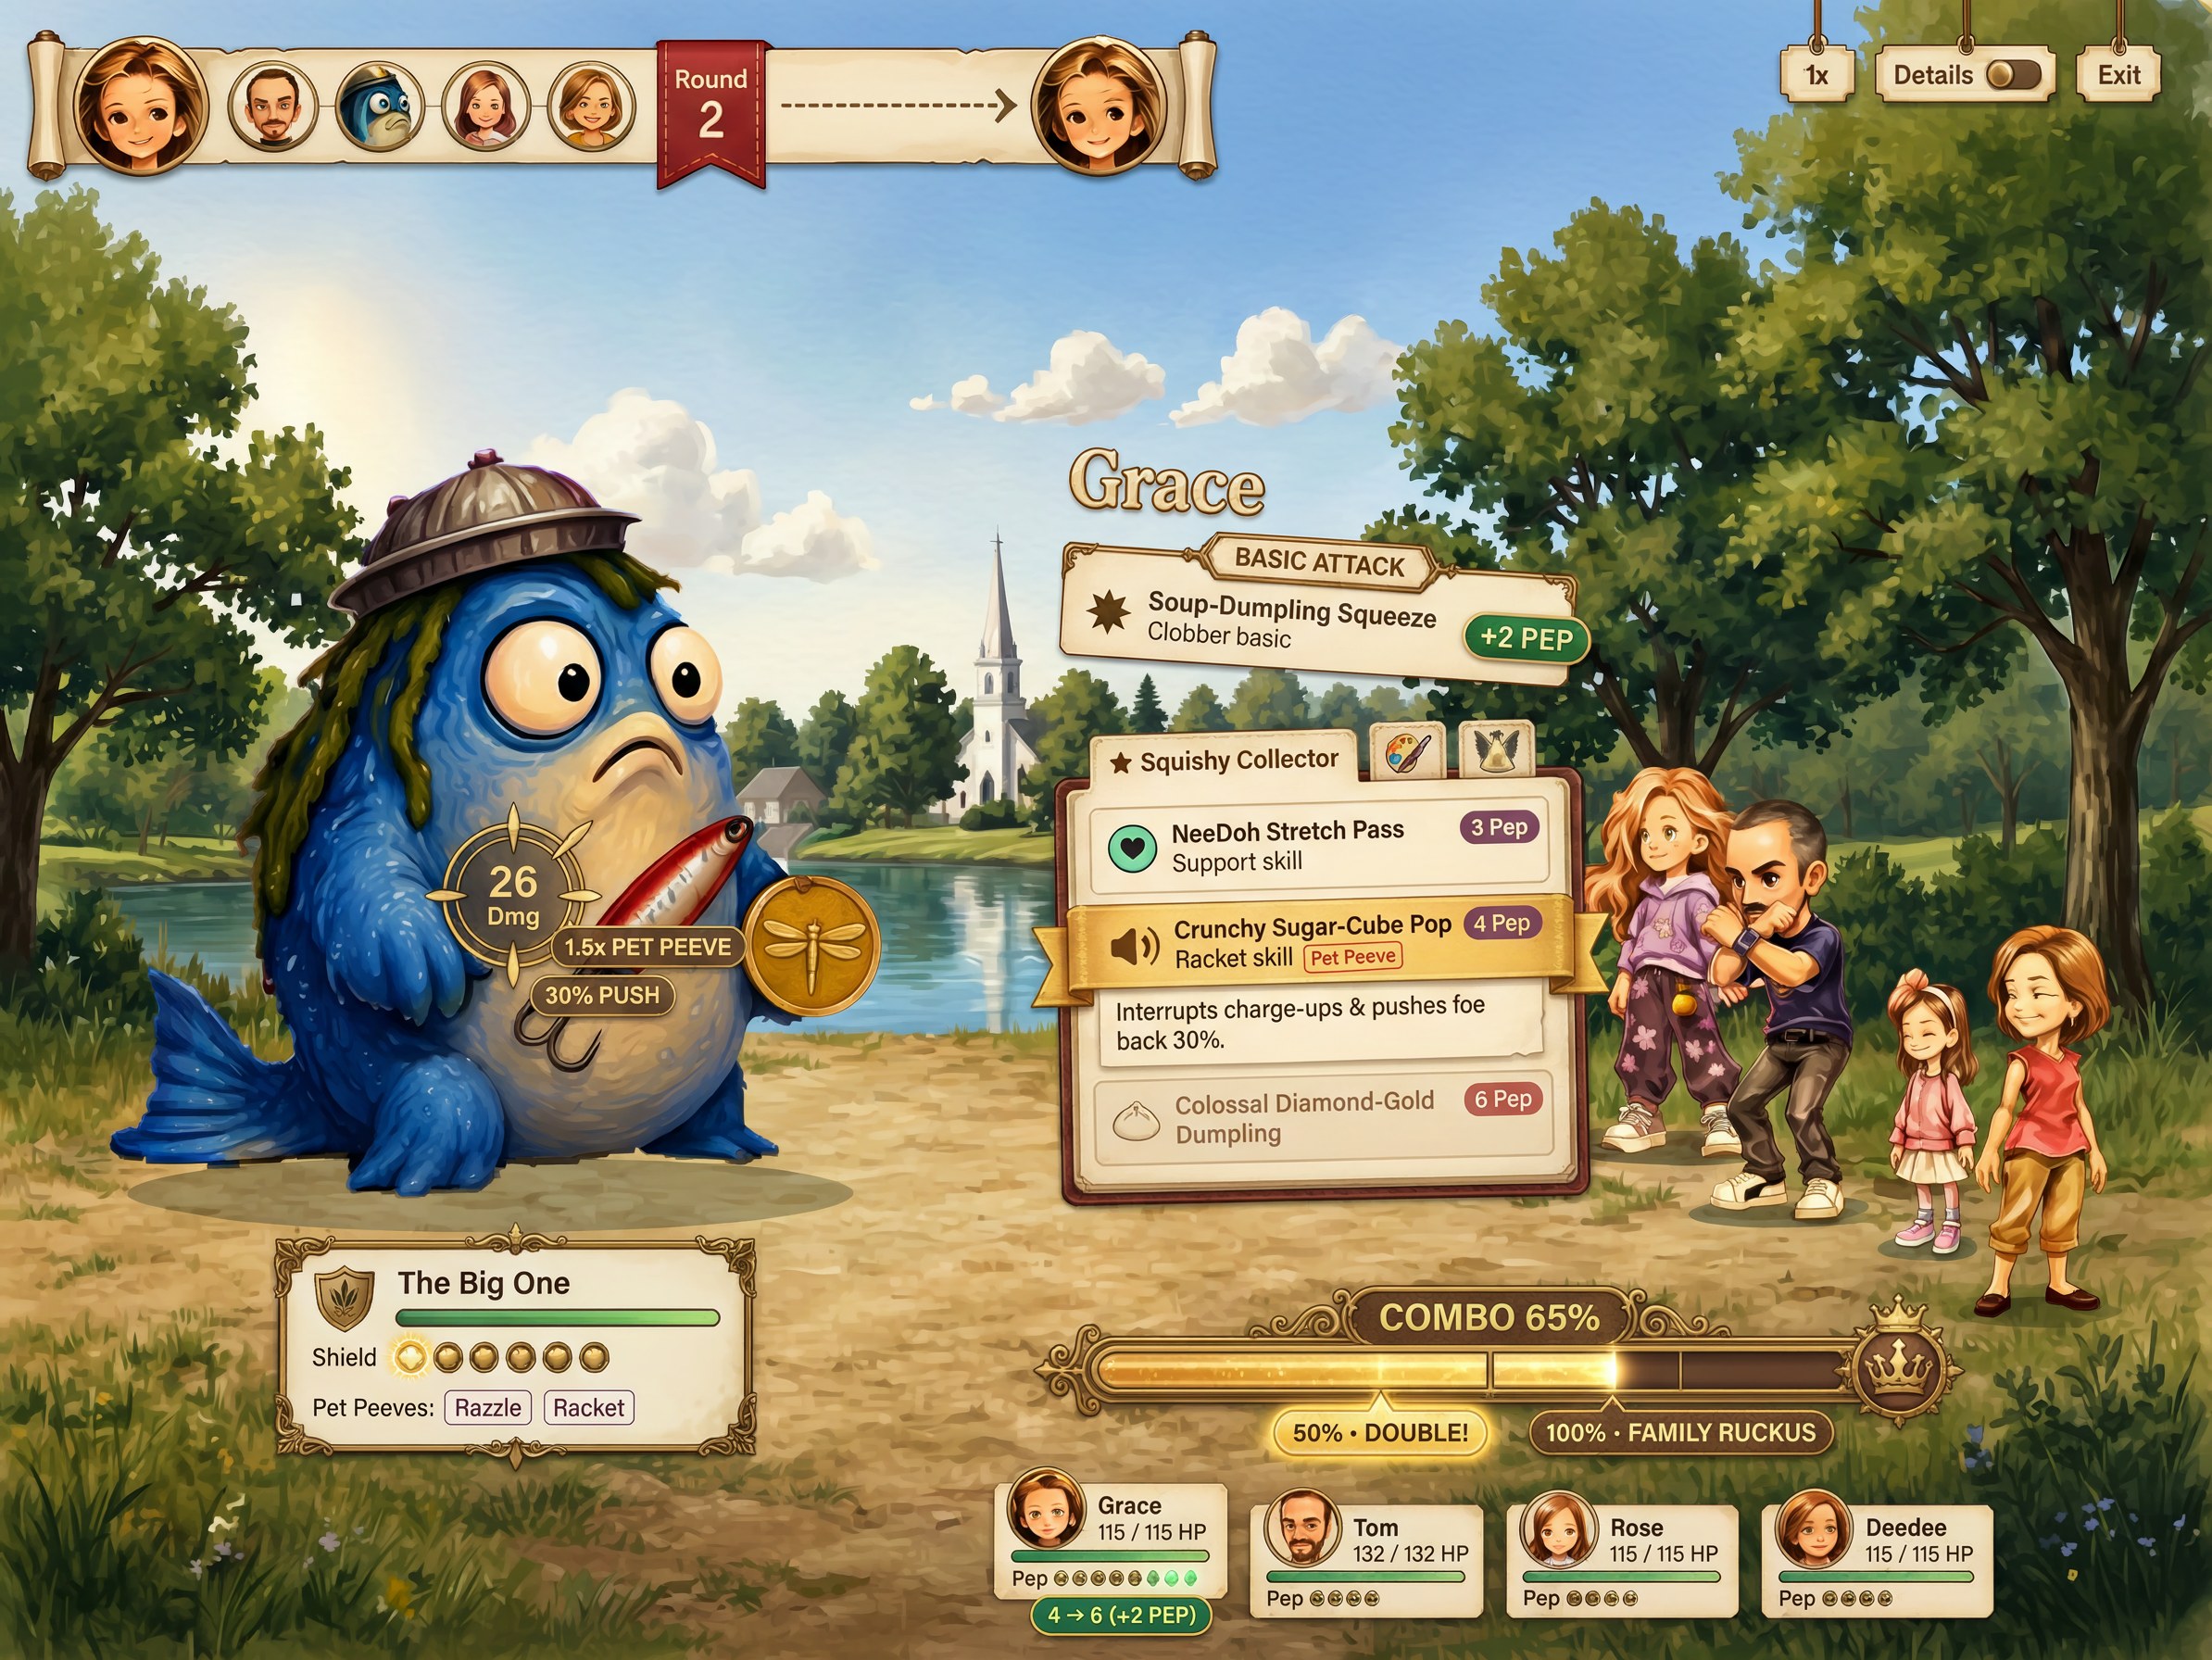 Round
2
1x
Details
Exit
Grace
BASIC ATTACK
Soup-Dumpling Squeeze
Clobber basic
+2 PEP
Squishy Collector
NeeDoh Stretch Pass
3 Pep
Support skill
Crunchy Sugar-Cube Pop
4 Pep
Racket skill
Pet Peeve
Interrupts charge-ups & pushes foe
back 30%.
Colossal Diamond-Gold
Dumpling
6 Pep
26
Dmg
1.5x PET PEEVE
30% PUSH
The Big One
Shield
Pet Peeves: Razzle Racket
COMBO 65%
50% • DOUBLE!
100% • FAMILY RUCKUS
Grace
115 / 115 HP
Pep
4 → 6 (+2 PEP)
Tom
132 / 132 HP
Pep
Rose
115 / 115 HP
Pep
Deedee
115 / 115 HP
Pep